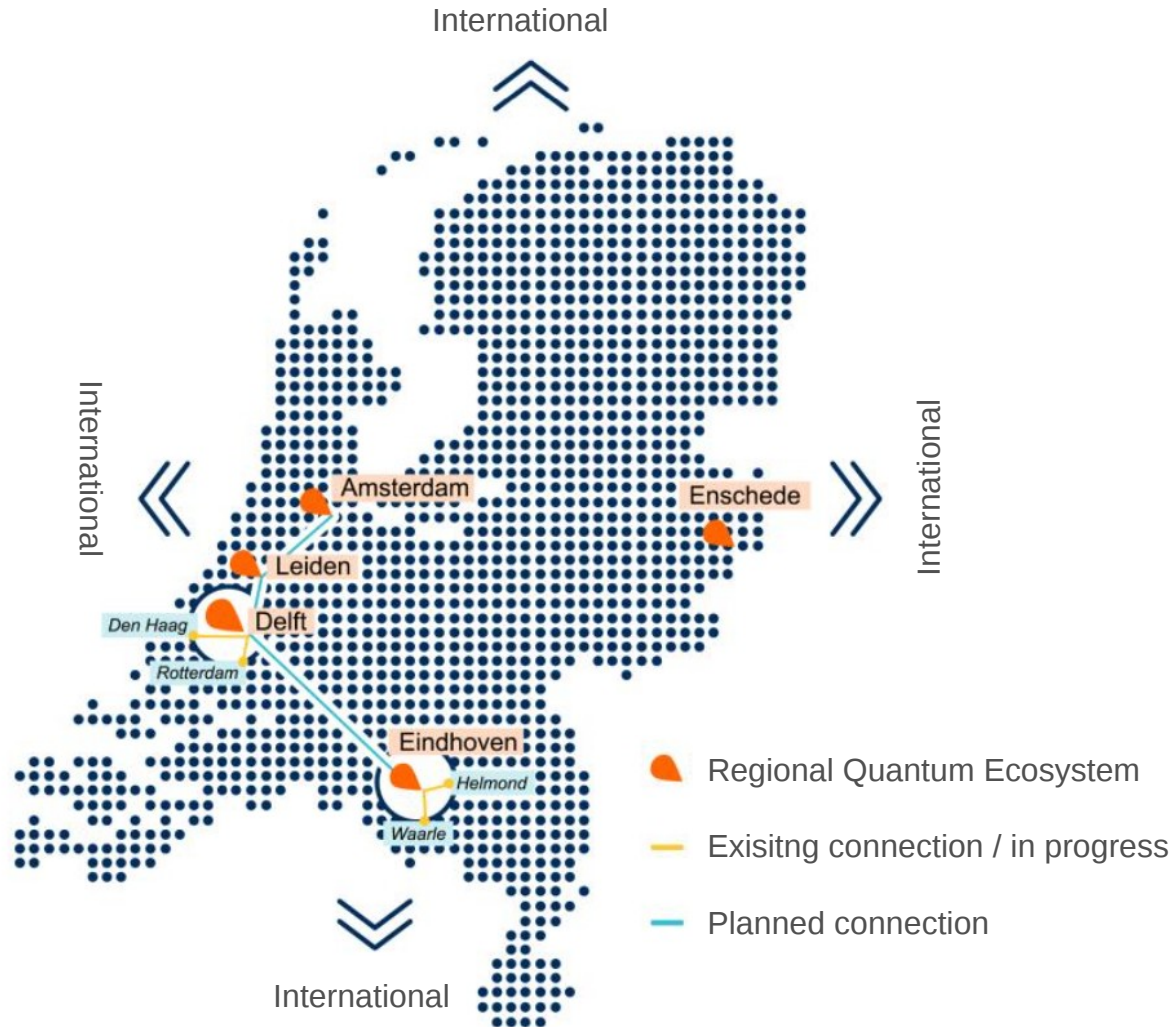 International
International
International
Amsterdam
Enschede
Leiden
Den Haag
Delft
Rotterdam
Eindhoven
Helmond
Waarle
Regional Quantum Ecosystem
Exisitng connection / in progress
Planned connection
International